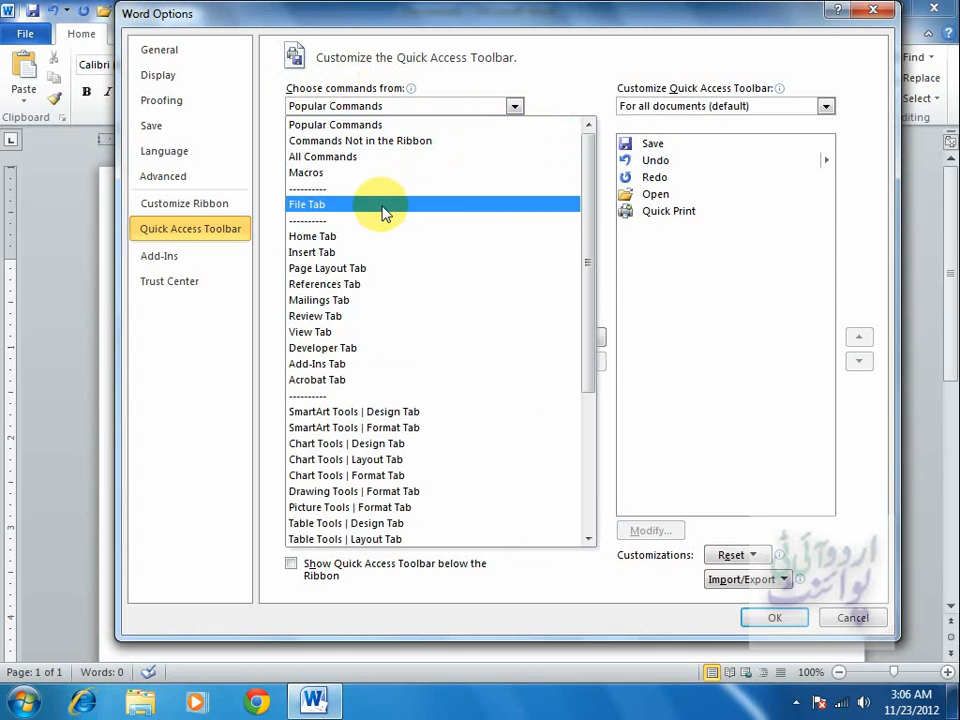 Word Options
File
Home
Find
Paste
Calibri
Replace
B
I
Select
Clipboard
General
Display
Proofing
Save
Language
Advanced
Customize Ribbon
Quick Access Toolbar
Add-Ins
Trust Center
Customize the Quick Access Toolbar.
Choose commands from:
Popular Commands
Popular Commands
Commands Not in the Ribbon
All Commands
Macros
----------
File Tab
----------
Home Tab
Insert Tab
Page Layout Tab
References Tab
Mailings Tab
Review Tab
View Tab
Developer Tab
Add-Ins Tab
Acrobat Tab
----------
SmartArt Tools | Design Tab
SmartArt Tools | Format Tab
Chart Tools | Design Tab
Chart Tools | Layout Tab
Chart Tools | Format Tab
Drawing Tools | Format Tab
Picture Tools | Format Tab
Table Tools | Design Tab
Table Tools | Layout Tab
Show Quick Access Toolbar below the
Ribbon
Customize Quick Access Toolbar:
For all documents (default)
Save
Undo
Redo
Open
Quick Print
Modify...
Customizations:
Reset
Import/Export
اردو آئی ٹی
پوائنٹ
OK
Cancel
Page: 1 of 1
Words: 0
100%
3:06 AM
11/23/2012